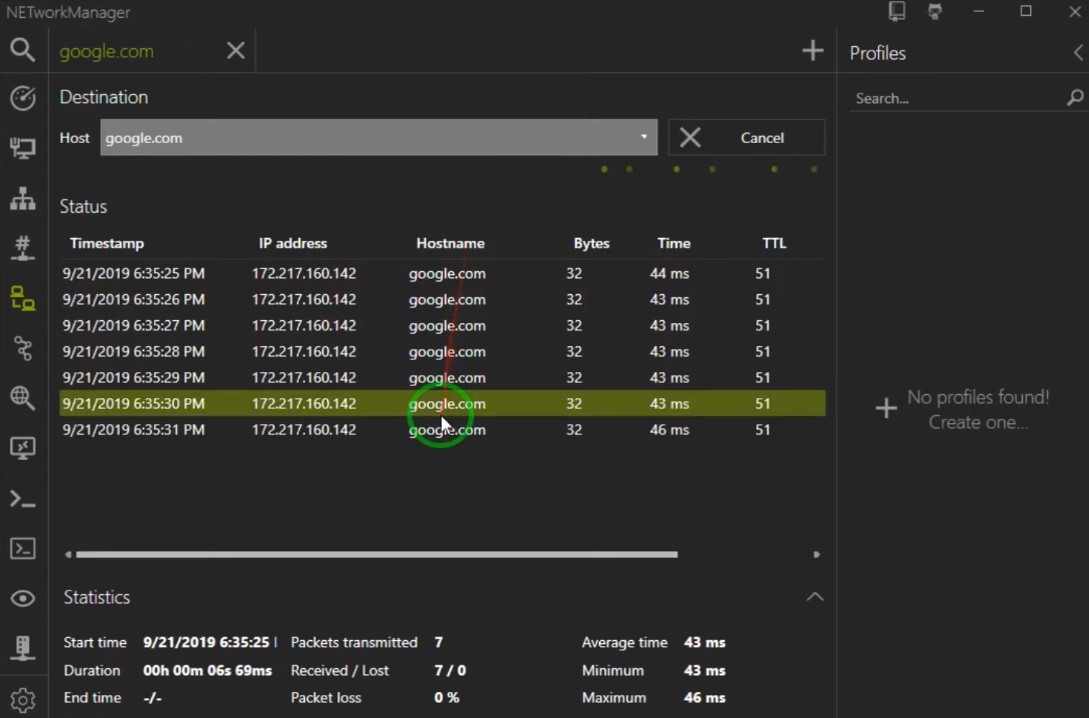 NETworkManager
google.com
Profiles
Destination
Search...
Host google.com Cancel
Status
Timestamp IP address Hostname Bytes Time TTL
9/21/2019 6:35:25 PM 172.217.160.142 google.com 32 44 ms 51
9/21/2019 6:35:26 PM 172.217.160.142 google.com 32 43 ms 51
9/21/2019 6:35:27 PM 172.217.160.142 google.com 32 43 ms 51
9/21/2019 6:35:28 PM 172.217.160.142 google.com 32 43 ms 51
9/21/2019 6:35:29 PM 172.217.160.142 google.com 32 43 ms 51
9/21/2019 6:35:30 PM 172.217.160.142 google.com 32 43 ms 51
9/21/2019 6:35:31 PM 172.217.160.142 google.com 32 46 ms 51
No profiles found!
Create one...
Statistics
Start time 9/21/2019 6:35:25 Packets transmitted 7 Average time 43 ms
Duration 00h 00m 06s 69ms Received / Lost 7 / 0 Minimum 43 ms
End time -/- Packet loss 0 % Maximum 46 ms